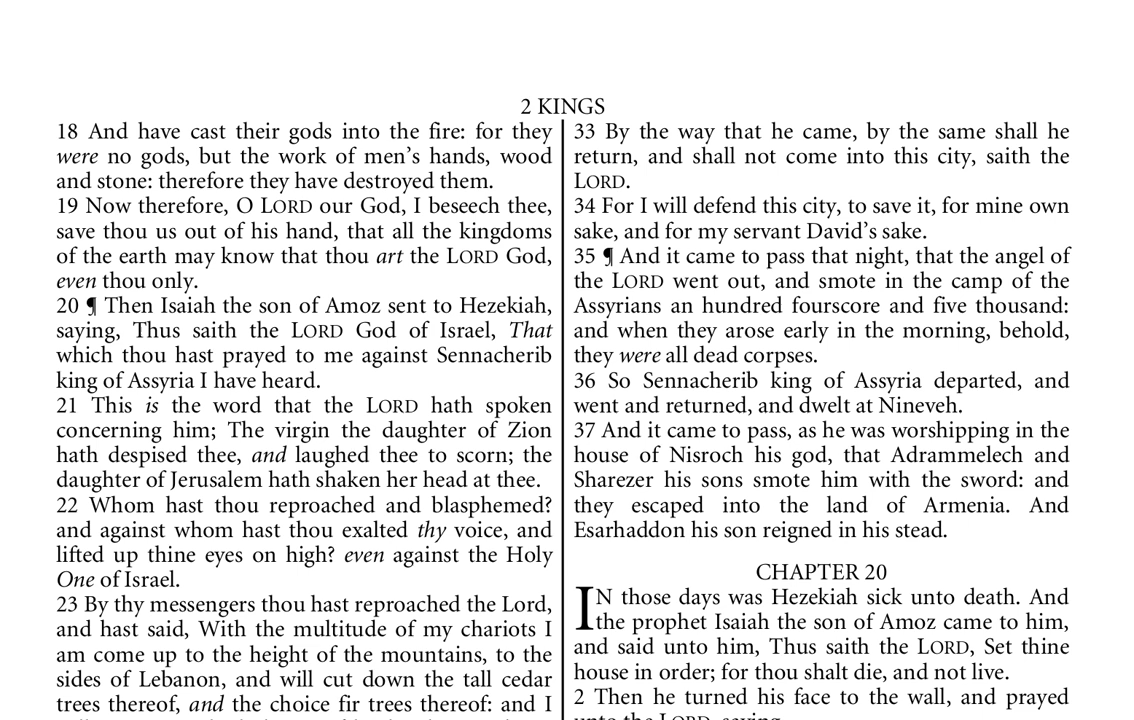 2 KINGS
18 And have cast their gods into the fire: for they
were no gods, but the work of men’s hands, wood
and stone: therefore they have destroyed them.
19 Now therefore, O LORD our God, I beseech thee,
save thou us out of his hand, that all the kingdoms
of the earth may know that thou art the LORD God,
even thou only.
20 ¶ Then Isaiah the son of Amoz sent to Hezekiah,
saying, Thus saith the LORD God of Israel, That
which thou hast prayed to me against Sennacherib
king of Assyria I have heard.
21 This is the word that the LORD hath spoken
concerning him; The virgin the daughter of Zion
hath despised thee, and laughed thee to scorn; the
daughter of Jerusalem hath shaken her head at thee.
22 Whom hast thou reproached and blasphemed?
and against whom hast thou exalted thy voice, and
lifted up thine eyes on high? even against the Holy
One of Israel.
23 By thy messengers thou hast reproached the Lord,
and hast said, With the multitude of my chariots I
am come up to the height of the mountains, to the
sides of Lebanon, and will cut down the tall cedar
trees thereof, and the choice fir trees thereof: and I
33 By the way that he came, by the same shall he
return, and shall not come into this city, saith the
LORD.
34 For I will defend this city, to save it, for mine own
sake, and for my servant David’s sake.
35 ¶ And it came to pass that night, that the angel of
the LORD went out, and smote in the camp of the
Assyrians an hundred fourscore and five thousand:
and when they arose early in the morning, behold,
they were all dead corpses.
36 So Sennacherib king of Assyria departed, and
went and returned, and dwelt at Nineveh.
37 And it came to pass, as he was worshipping in the
house of Nisroch his god, that Adrammelech and
Sharezer his sons smote him with the sword: and
they escaped into the land of Armenia. And
Esarhaddon his son reigned in his stead.
CHAPTER 20
IN those days was Hezekiah sick unto death. And
the prophet Isaiah the son of Amoz came to him,
and said unto him, Thus saith the LORD, Set thine
house in order; for thou shalt die, and not live.
2 Then he turned his face to the wall, and prayed
unto the LORD, saying,